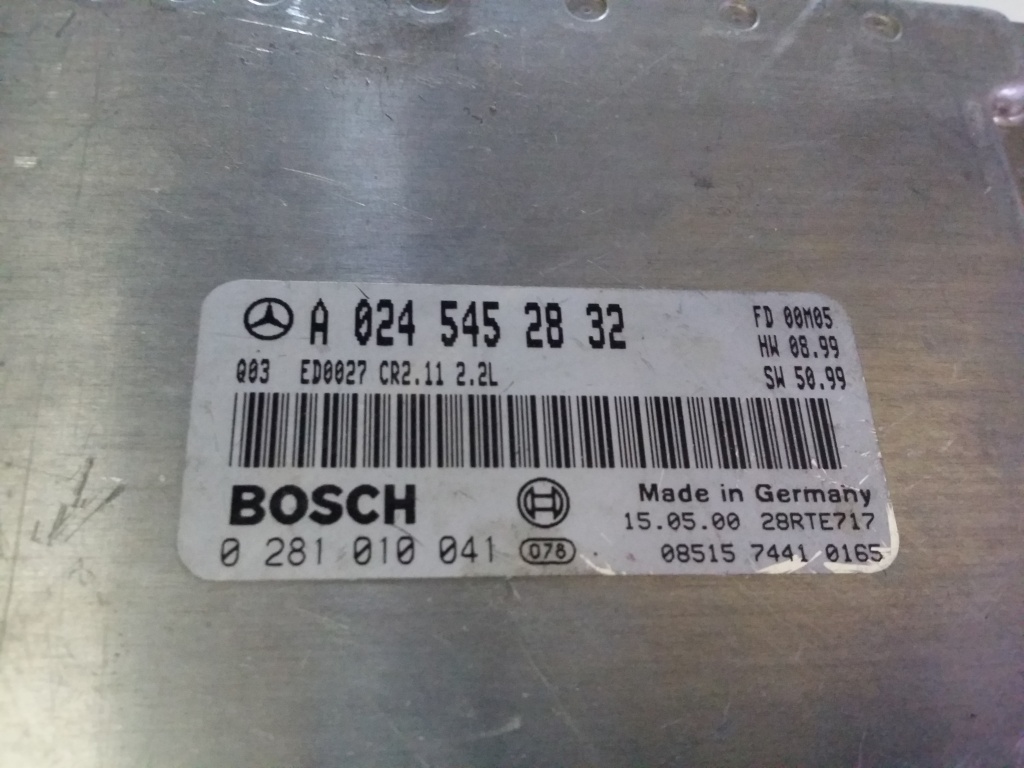 A 024 545 28 32
FD 00M05
HW 08.99
Q03 ED0027 CR2.11 2.2L
SW 50.99
BOSCH
Made in Germany
15.05.00 28RTE717
0 281 010 041 078
08515 7441 0165